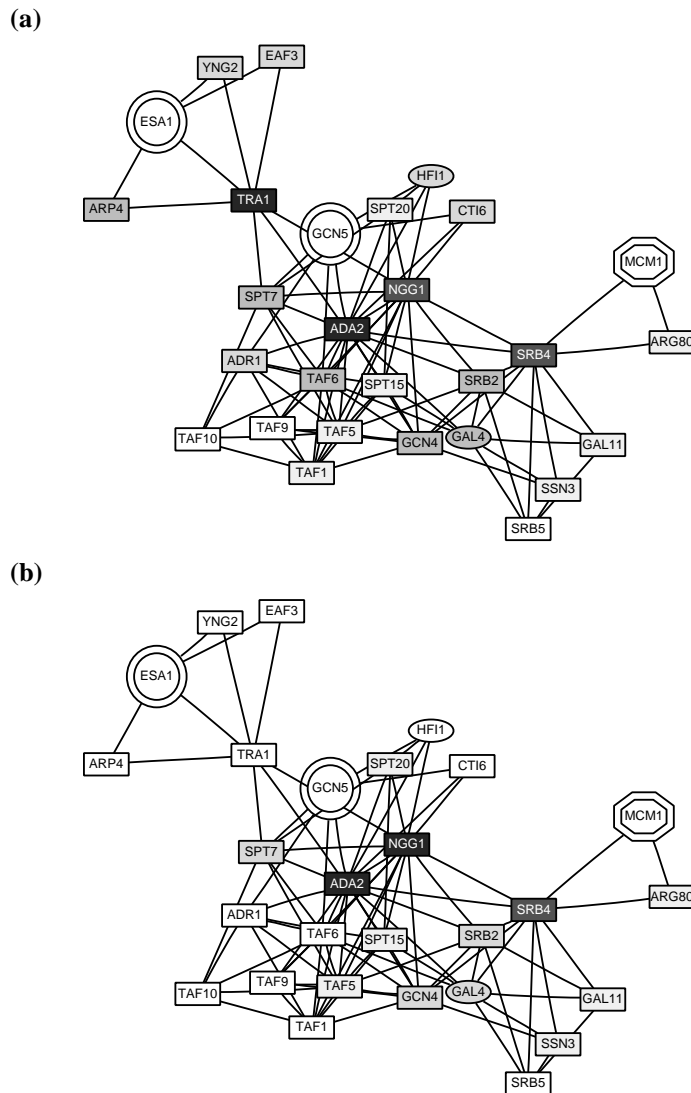 (a)
EAF3
YNG2
ESA1
HFI1
ARP4
TRA1
SPT20
CTI6
GCN5
MCM1
SPT7
NGG1
ADA2
ARG80
SRB4
ADR1
TAF6
SPT15
SRB2
TAF9
TAF5
TAF10
GCN4
GAL4
GAL11
TAF1
SSN3
SRB5
(b)
EAF3
YNG2
ESA1
HFI1
ARP4
TRA1
SPT20
CTI6
GCN5
MCM1
SPT7
NGG1
ADA2
ARG80
SRB4
ADR1
TAF6
SPT15
SRB2
TAF9
TAF5
TAF10
GCN4
GAL4
GAL11
TAF1
SSN3
SRB5